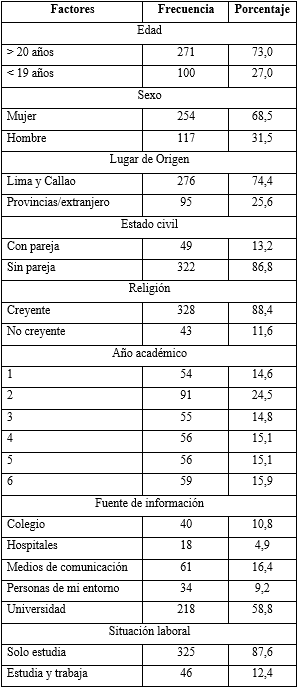 Factores Frecuencia Porcentaje
Edad
> 20 años 271 73,0
< 19 años 100 27,0
Sexo
Mujer 254 68,5
Hombre 117 31,5
Lugar de Origen
Lima y Callao 276 74,4
Provincias/extranjero 95 25,6
Estado civil
Con pareja 49 13,2
Sin pareja 322 86,8
Religión
Creyente 328 88,4
No creyente 43 11,6
Año académico
1 54 14,6
2 91 24,5
3 55 14,8
4 56 15,1
5 56 15,1
6 59 15,9
Fuente de información
Colegio 40 10,8
Hospitales 18 4,9
Medios de comunicación 61 16,4
Personas de mi entorno 34 9,2
Universidad 218 58,8
Situación laboral
Solo estudia 325 87,6
Estudia y trabaja 46 12,4